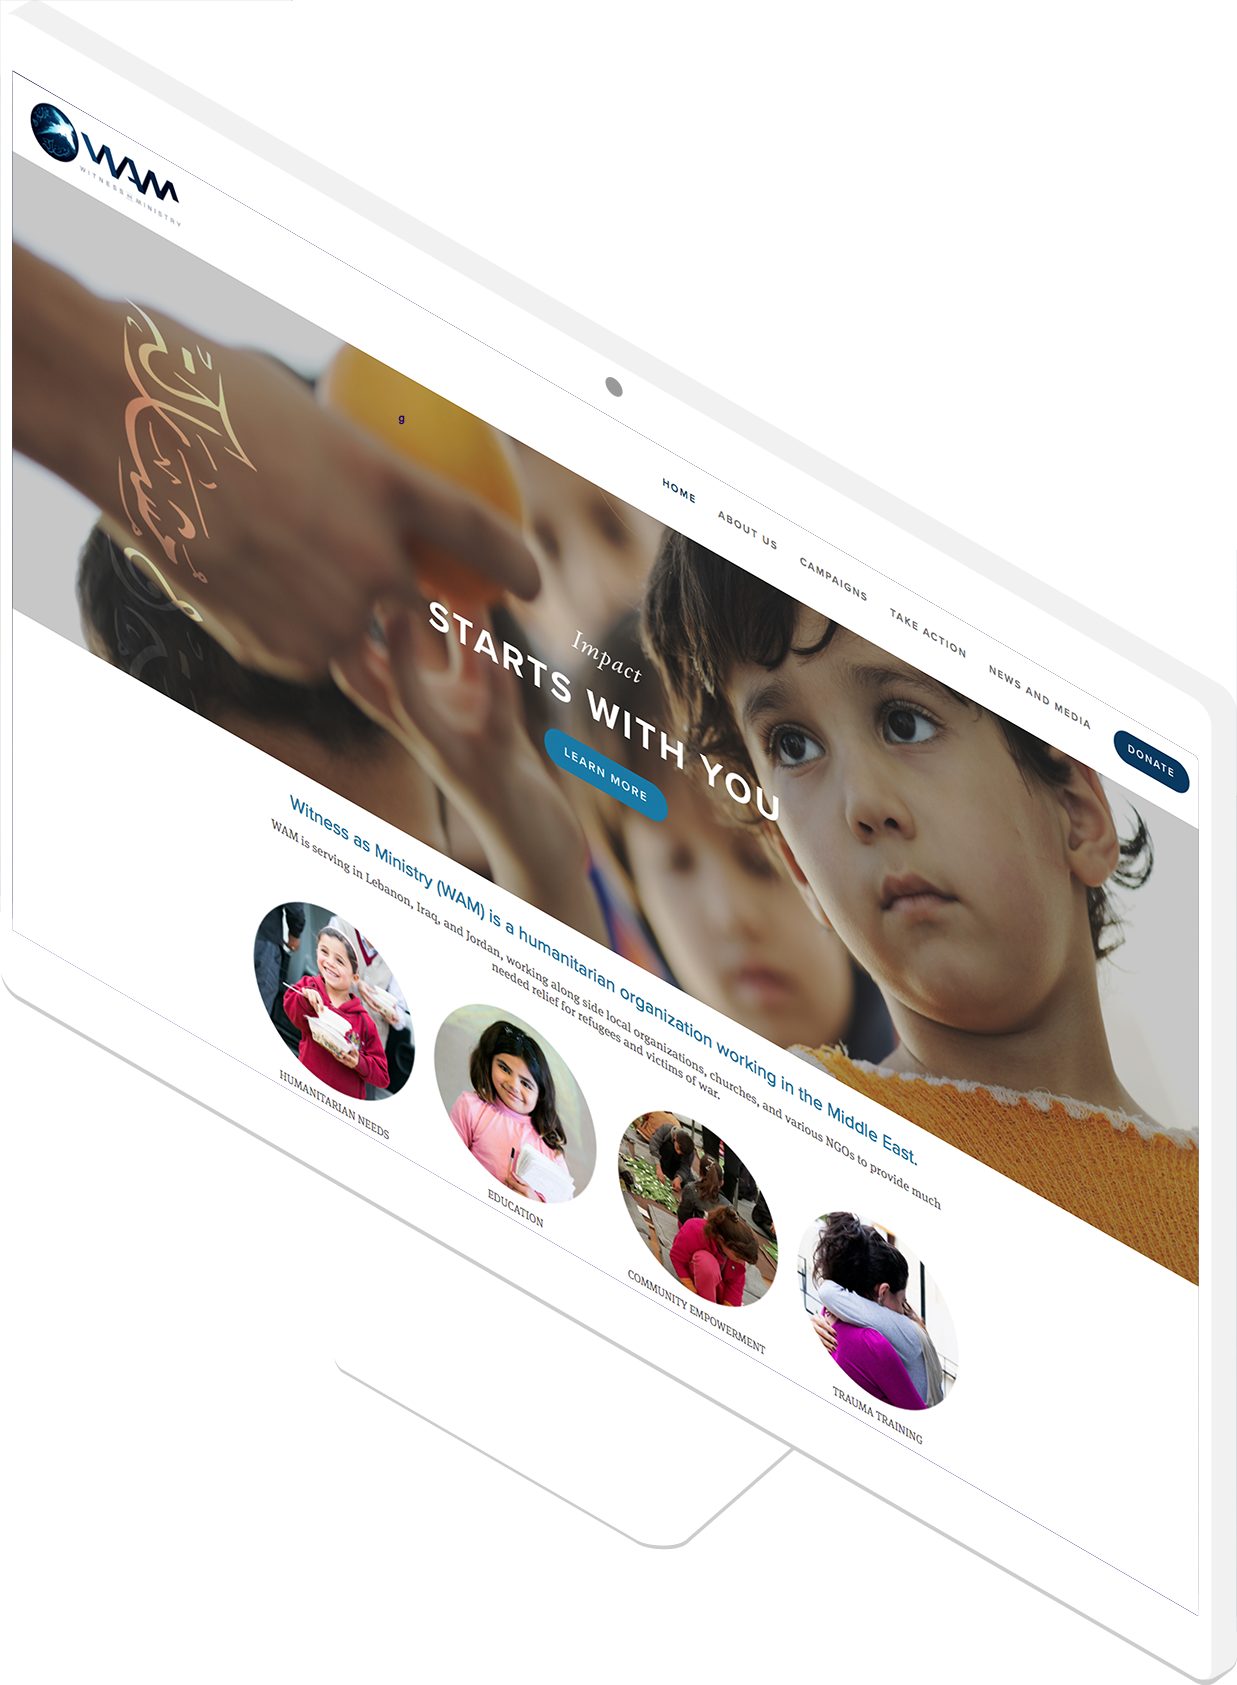 WAM
WITNESS AS MINISTRY
HOME
ABOUT US
CAMPAIGNS
TAKE ACTION
NEWS AND MEDIA
DONATE
g
Impact
STARTS WITH YOU
LEARN MORE
Witness as Ministry (WAM) is a humanitarian organization working in the Middle East.
WAM is serving in Lebanon, Iraq, and Jordan, working along side local organizations, churches, and various NGOs to provide much
needed relief for refugees and victims of war.
HUMANITARIAN NEEDS
EDUCATION
COMMUNITY EMPOWERMENT
TRAUMA TRAINING